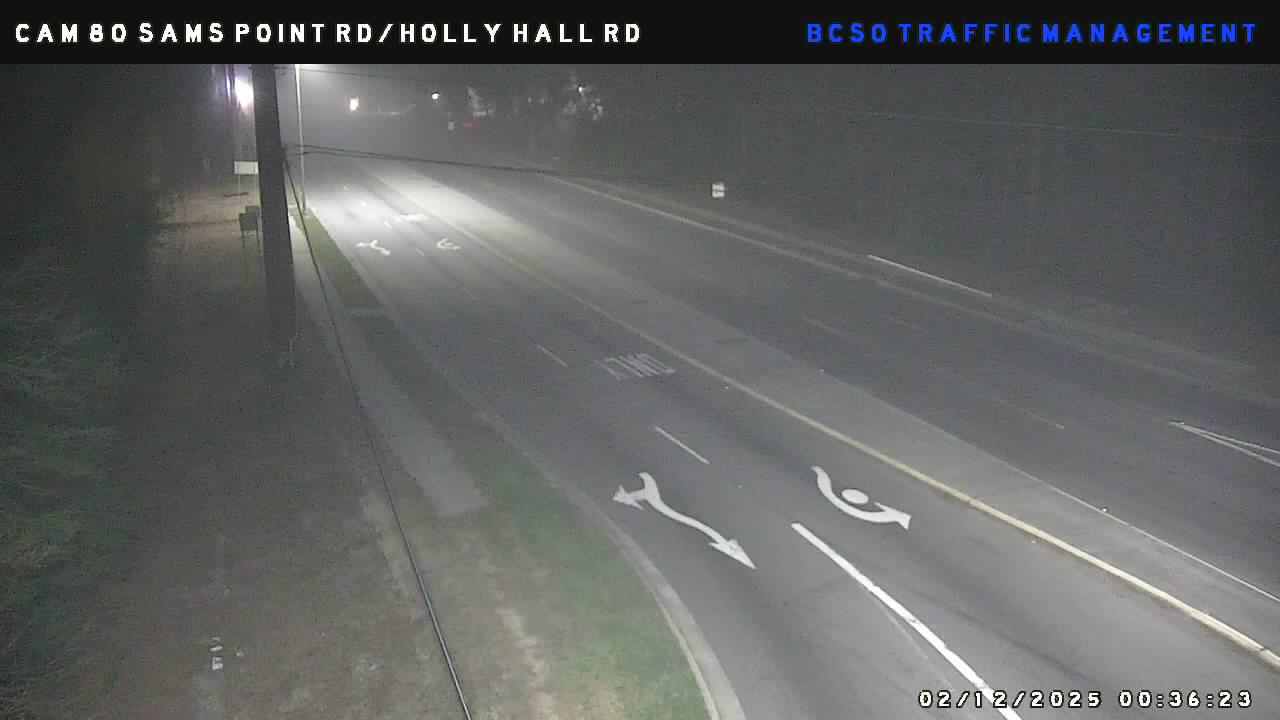 CAM 80 SAMS POINT RD/HOLLY HALL RD
BCSO TRAFFIC MANAGEMENT
ONLY
02/12/2025 00:36:23